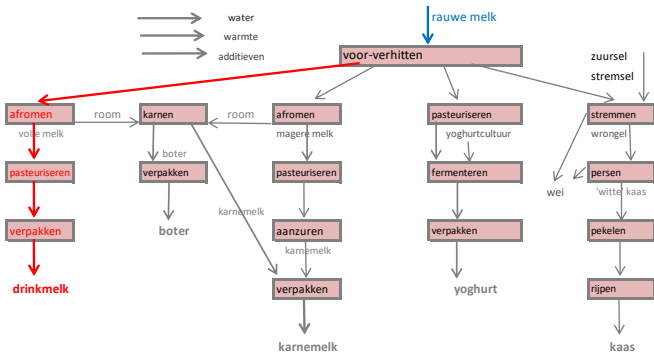 water
rauwe melk
warmte
additieven
voor-verhitten
zuursel
stremsel
afromen
room
karnen
room
afromen
pasteuriseren
stremmen
volle melk
magere melk
yoghurtcultuur
wrongel
boter
pasteuriseren
verpakken
pasteuriseren
fermenteren
persen
wei
'witte' kaas
karnemelk
verpakken
boter
aanzuren
verpakken
pekelen
karnemelk
drinkmelk
verpakken
yoghurt
rijpen
karnemelk
kaas